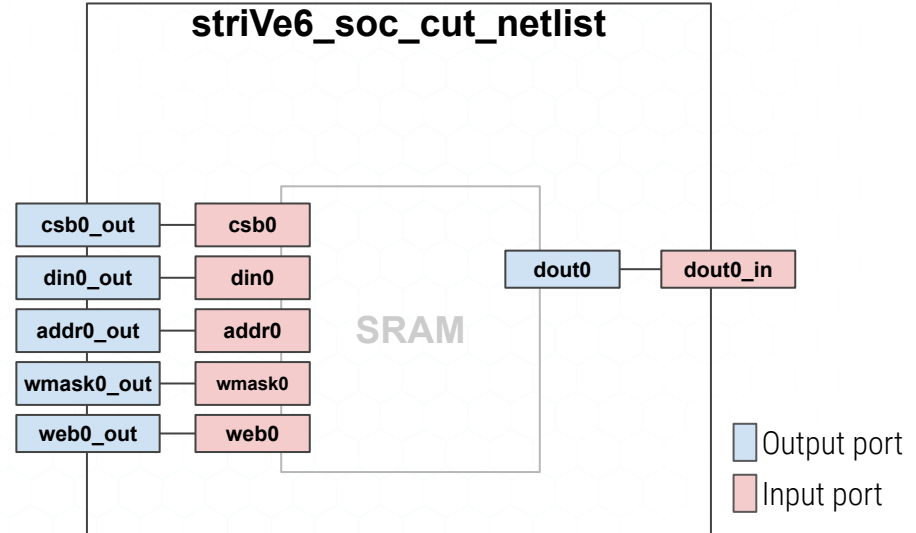 striVe6_soc_cut_netlist
csb0_out
csb0
din0_out
din0
dout0
dout0_in
addr0_out
addr0
SRAM
wmask0_out
wmask0
web0_out
web0
Output port
Input port